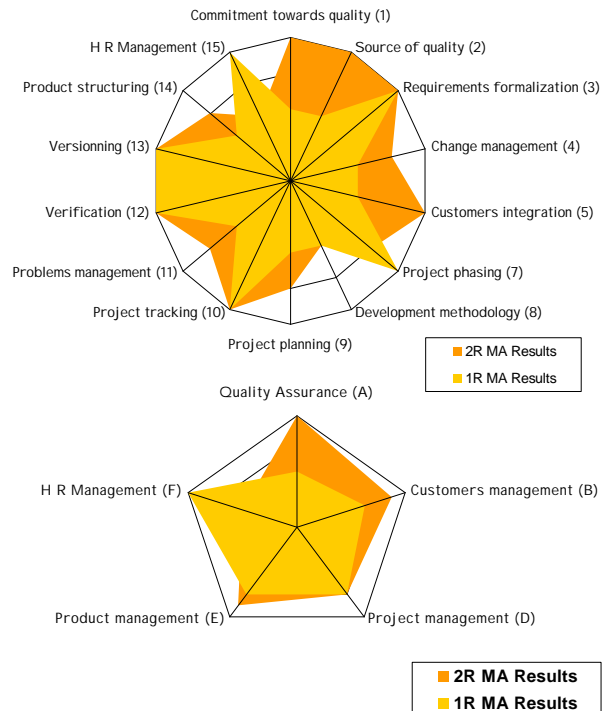 Commitment towards quality (1)
H R Management (15)
Source of quality (2)
Product structuring (14)
Requirements formalization (3)
Versionning (13)
Change management (4)
Verification (12)
Customers integration (5)
Problems management (11)
Project phasing (7)
Project tracking (10)
Development methodology (8)
Project planning (9)
2R MA Results
1R MA Results
Quality Assurance (A)
H R Management (F)
Customers management (B)
Product management (E)
Project management (D)
2R MA Results
1R MA Results